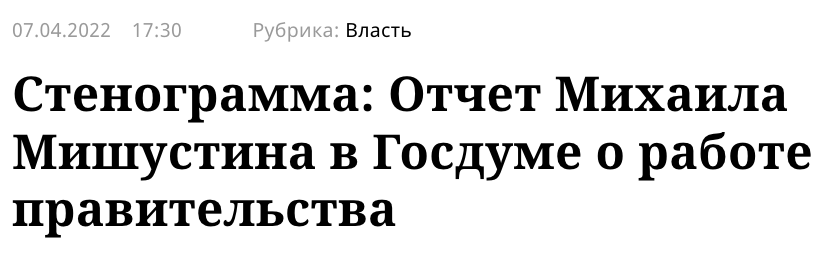 07.04.2022 17:30 Рубрика: Власть
Стенограмма: Отчет Михаила
Мишустина в Госдуме о работе
правительства